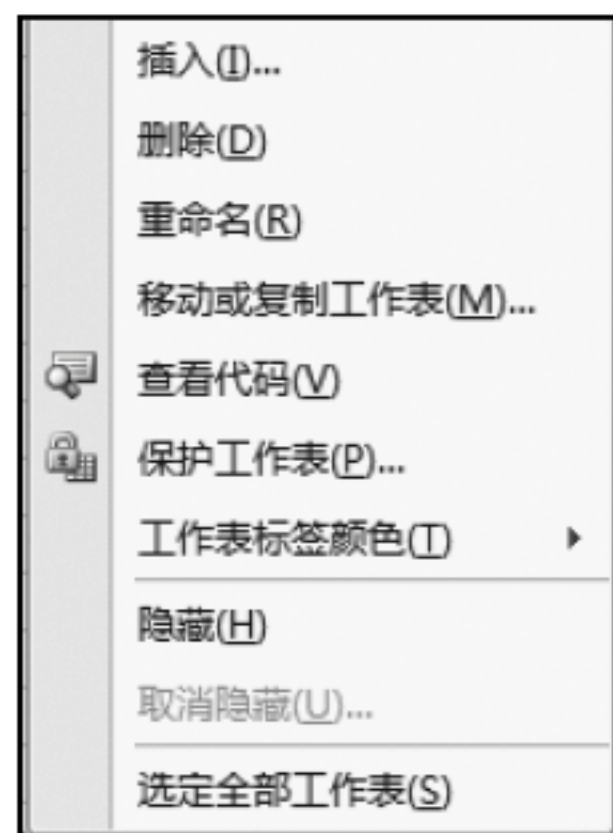 插入(I)...
删除(D)
重命名(R)
移动或复制工作表(M)...
查看代码(V)
保护工作表(P)...
工作表标签颜色(T)
隐藏(H)
取消隐藏(U)...
选定全部工作表(S)